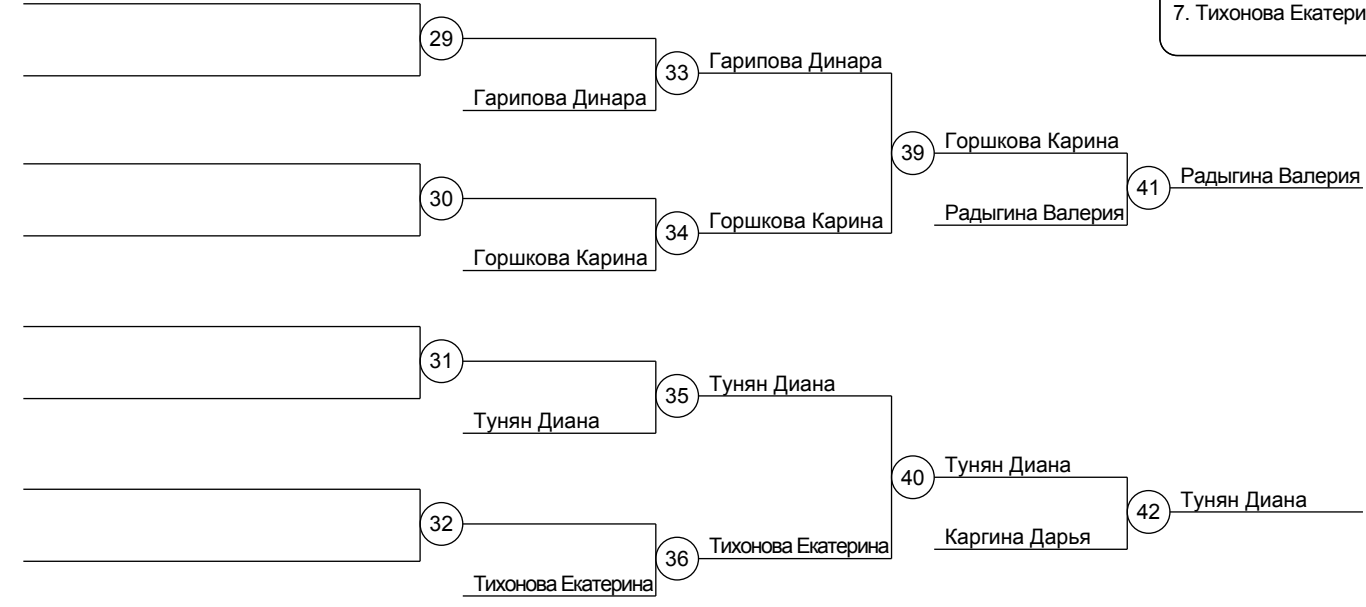 7. Тихонова Екатери
29
Гарипова Динара
33
Гарипова Динара
Гарипова Динара
39
Горшкова Карина
41
Радыгина Валерия
30
Горшкова Карина
34
Радыгина Валерия
Горшкова Карина
31
35
Тунян Диана
Тунян Диана
40
Тунян Диана
42
Тунян Диана
32
36
Тихонова Екатерина
Каргина Дарья
Тихонова Екатерина